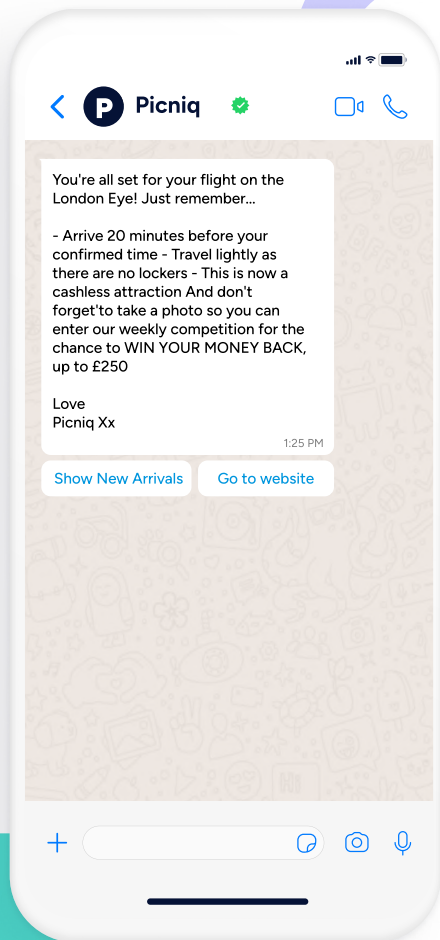 P Picniq
You're all set for your flight on the
London Eye! Just remember...
- Arrive 20 minutes before your
confirmed time - Travel lightly as
there are no lockers - This is now a
cashless attraction And don't
forget'to take a photo so you can
enter our weekly competition for the
chance to WIN YOUR MONEY BACK,
up to £250
Love
Picniq Xx
1:25 PM
Show New Arrivals Go to website